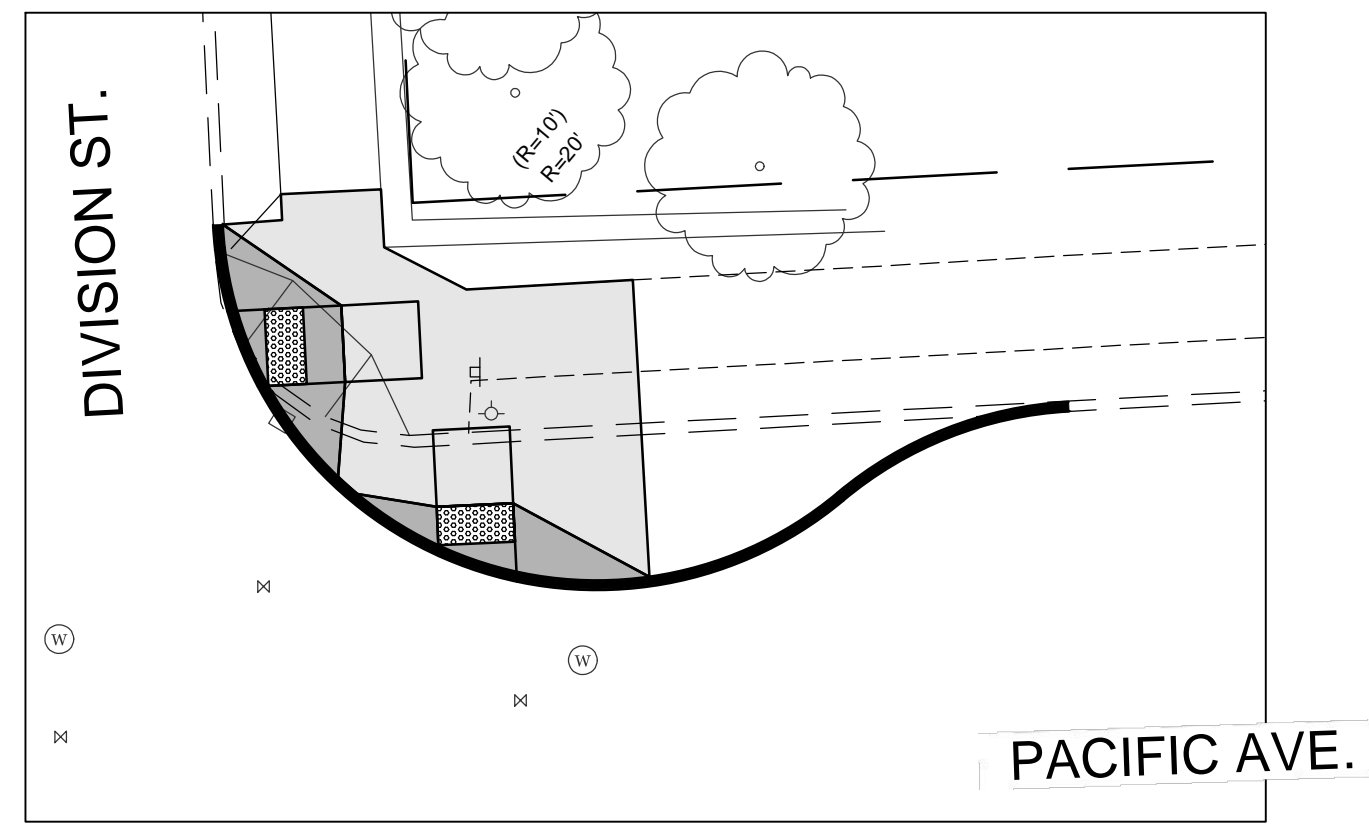 (R=10')
R=20'
DIVISION ST.
W
W
PACIFIC AVE.